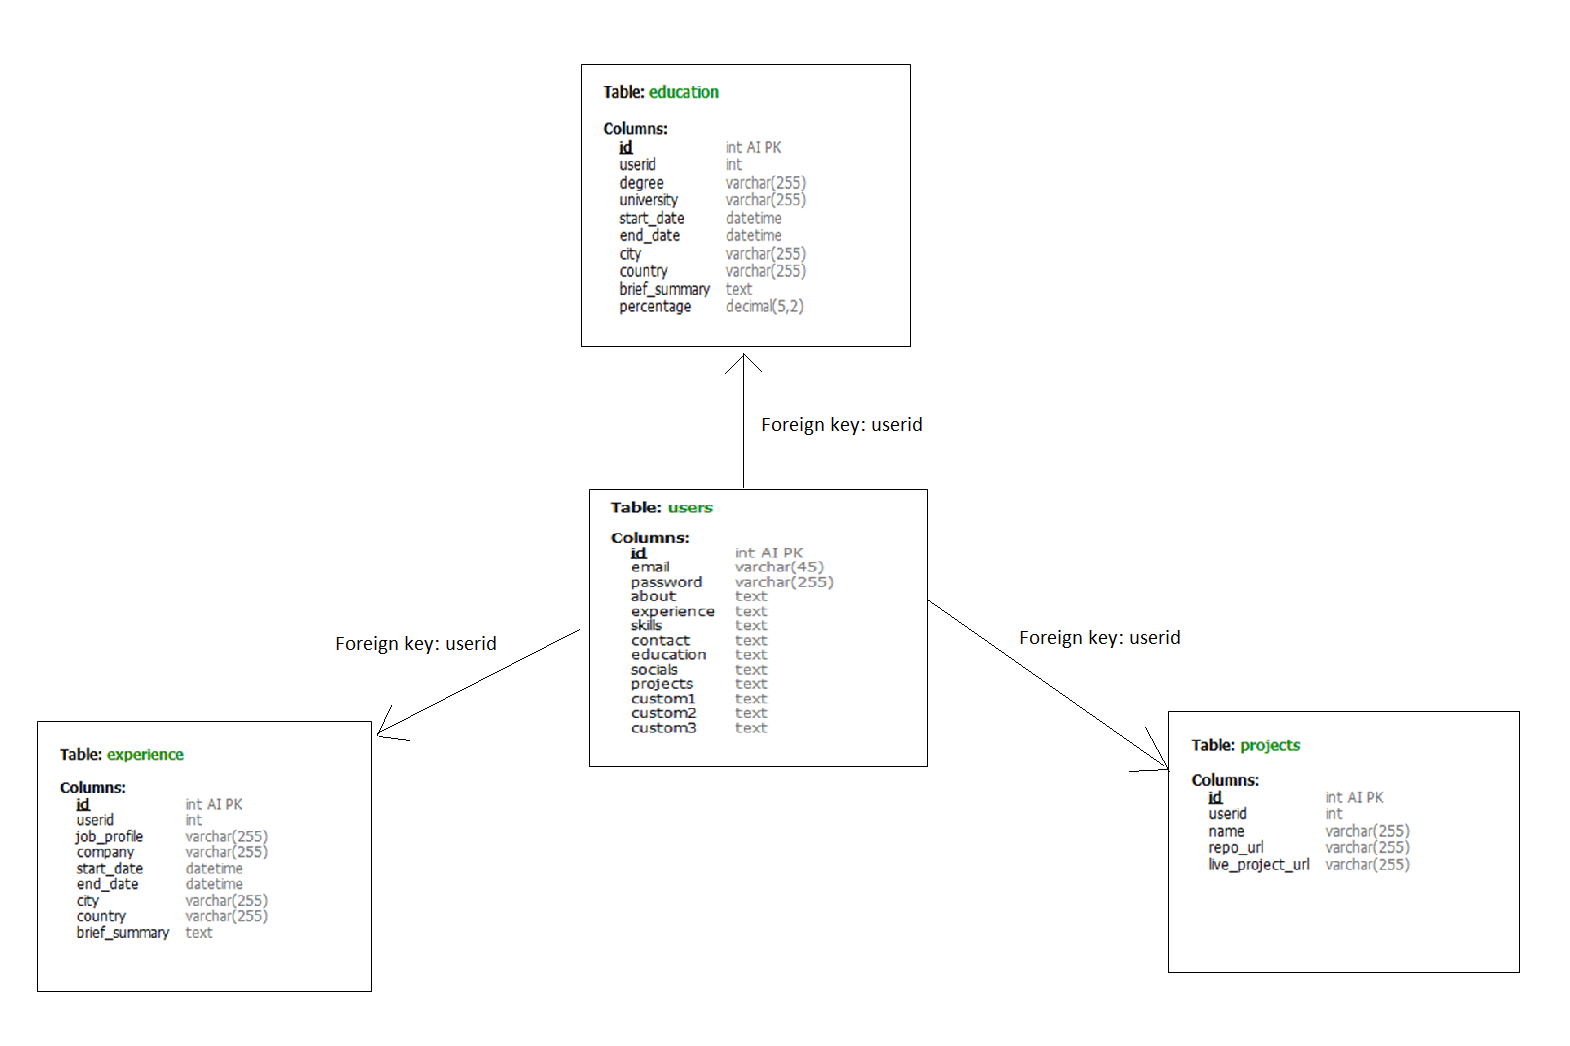 Table: education
Columns:
id int AI PK
userid int
degree varchar(255)
university varchar(255)
start_date datetime
end_date datetime
city varchar(255)
country varchar(255)
brief_summary text
percentage decimal(5,2)
Foreign key: userid
Table: users
Columns:
id int AI PK
email varchar(45)
password varchar(255)
about text
experience text
skills text
contact text
education text
socials text
projects text
custom1 text
custom2 text
custom3 text
Foreign key: userid
Foreign key: userid
Table: experience
Columns:
id int AI PK
userid int
job_profile varchar(255)
company varchar(255)
start_date datetime
end_date datetime
city varchar(255)
country varchar(255)
brief_summary text
Table: projects
Columns:
id int AI PK
userid int
name varchar(255)
repo_url varchar(255)
live_project_url varchar(255)